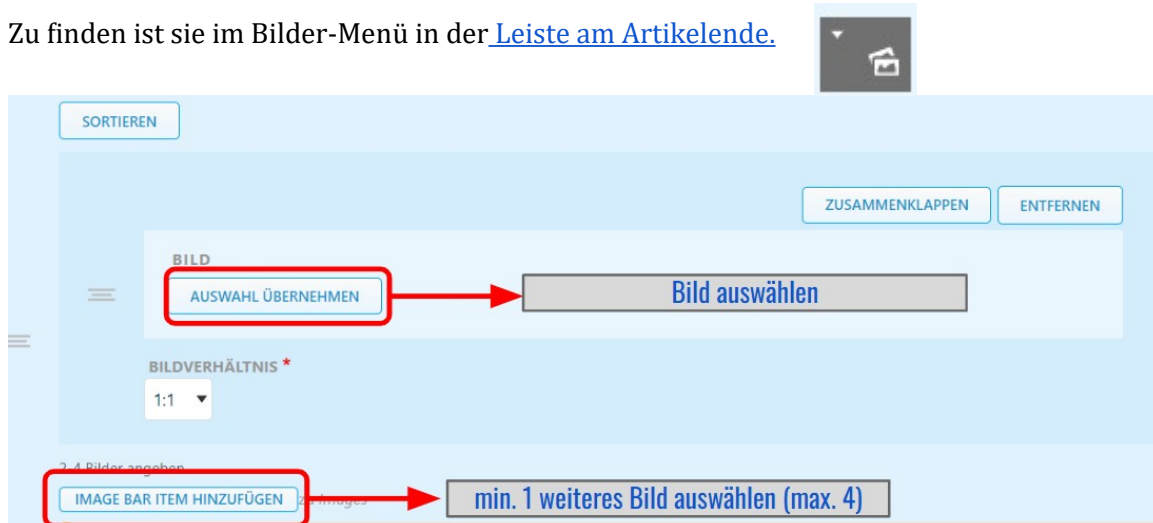 Zu finden ist sie im Bilder-Menü in der Leiste am Artikelende.
SORTIEREN
ZUSAMMENKLAPPEN ENTFERNEN
BILD
AUSWAHL ÜBERNEHMEN Bild auswählen
BILDVERHÄLTNIS *
1:1
2-4 Bilder angeben
IMAGE BAR ITEM HINZUFÜGEN Images min. 1 weiteres Bild auswählen (max. 4)